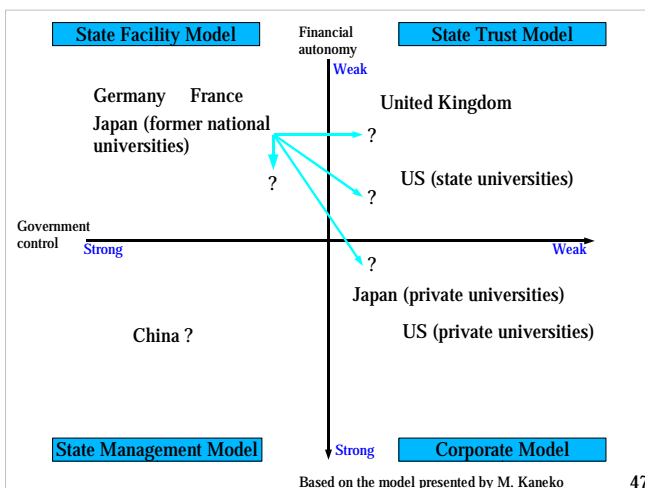 State Facility Model
Financial
autonomy
State Trust Model
Weak
Germany France
United Kingdom
Japan (former national
universities)
?
?
US (state universities)
?
Government
control
Strong
Weak
?
Japan (private universities)
US (private universities)
China ?
State Management Model
Strong
Corporate Model
Based on the model presented by M. Kaneko
47